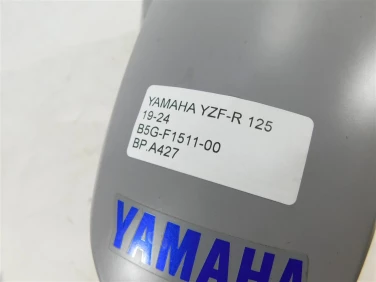 YAMAHA YZF-R 125
19-24
B5G-F1511-00
BP.A427
YAMAHA